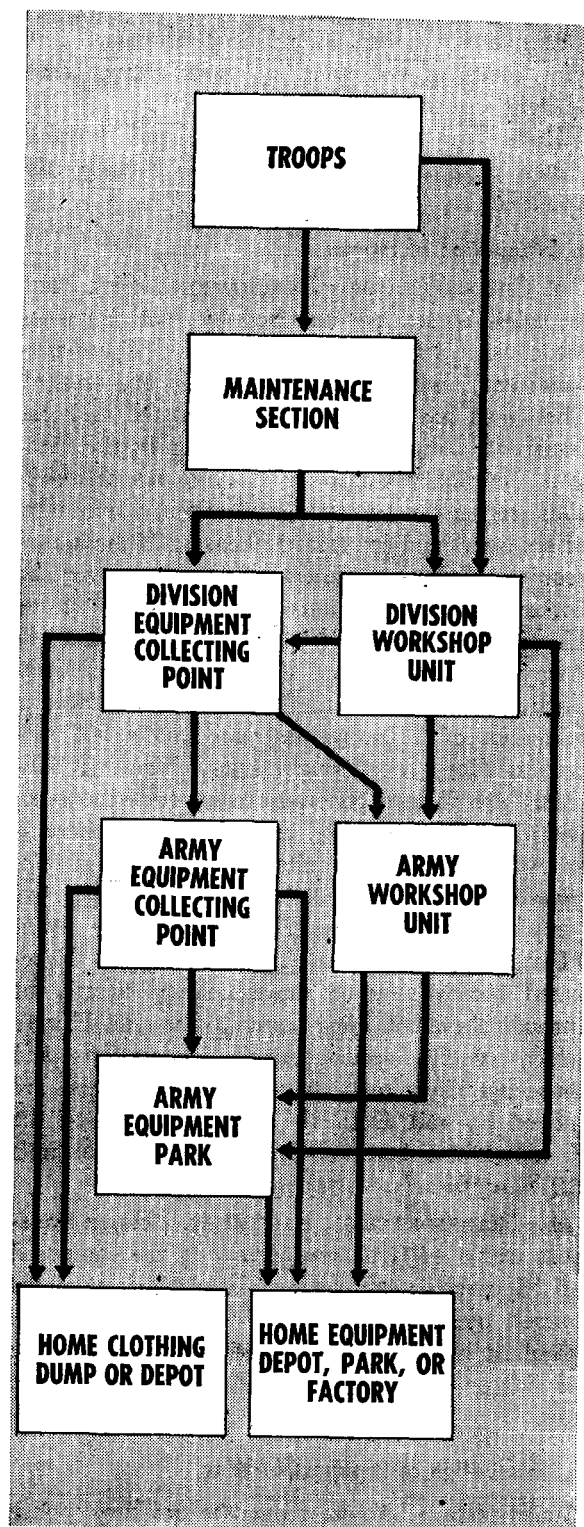 TROOPS
MAINTENANCE
SECTION
DIVISION
EQUIPMENT
COLLECTING
POINT
DIVISION
WORKSHOP
UNIT
ARMY
EQUIPMENT
COLLECTING
POINT
ARMY
WORKSHOP
UNIT
ARMY
EQUIPMENT
PARK
HOME CLOTHING
DUMP OR DEPOT
HOME EQUIPMENT
DEPOT, PARK, OR
FACTORY